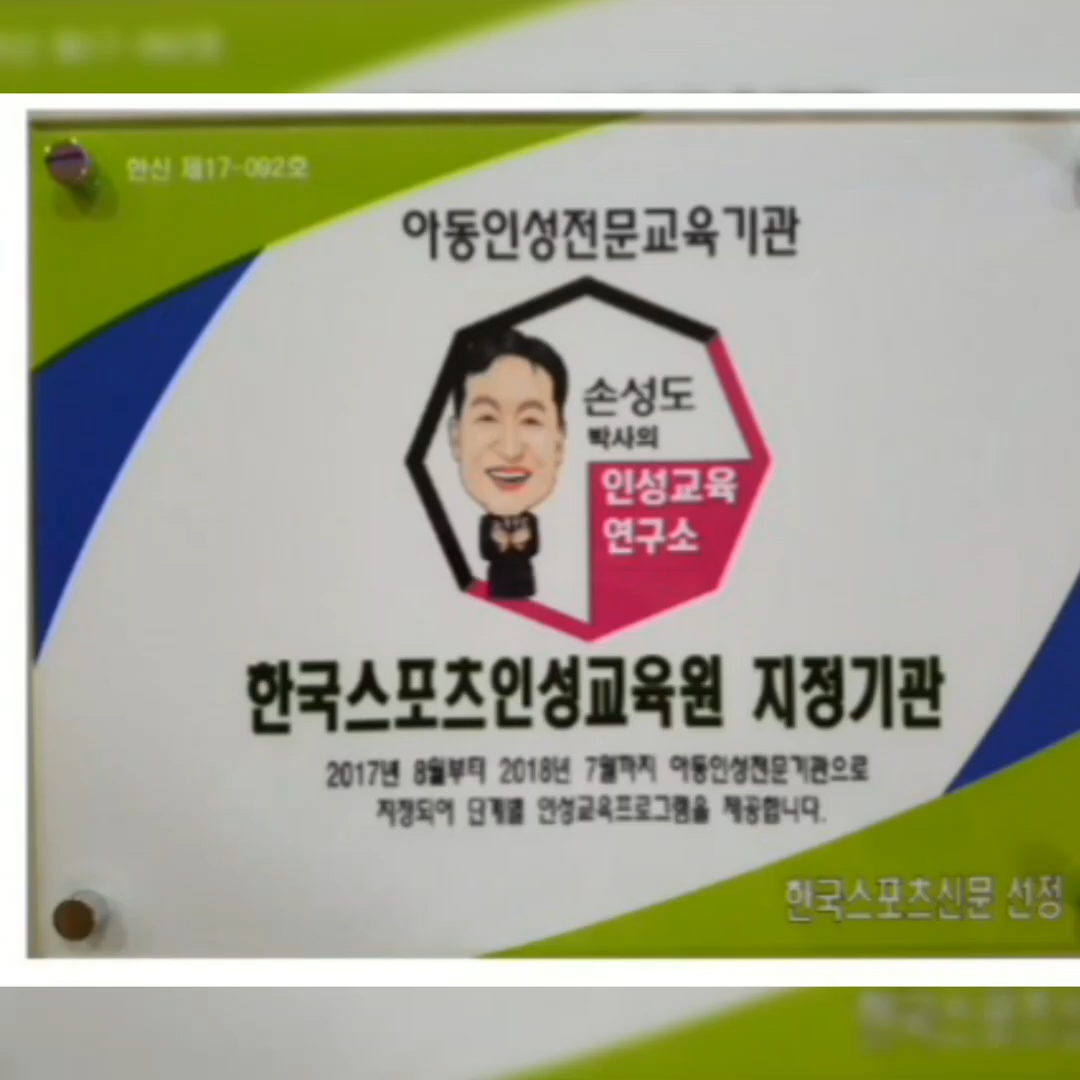 한신 제17-092호
아동인성전문교육기관
손성도
박사의
인성교육
연구소
한국스포츠인성교육원 지정기관
2017년 8월부터 2018년 7월까지 아동인성전문기관으로
지정되어 단계별 인성교육프로그램을 제공합니다.
한국스포츠신문 선정